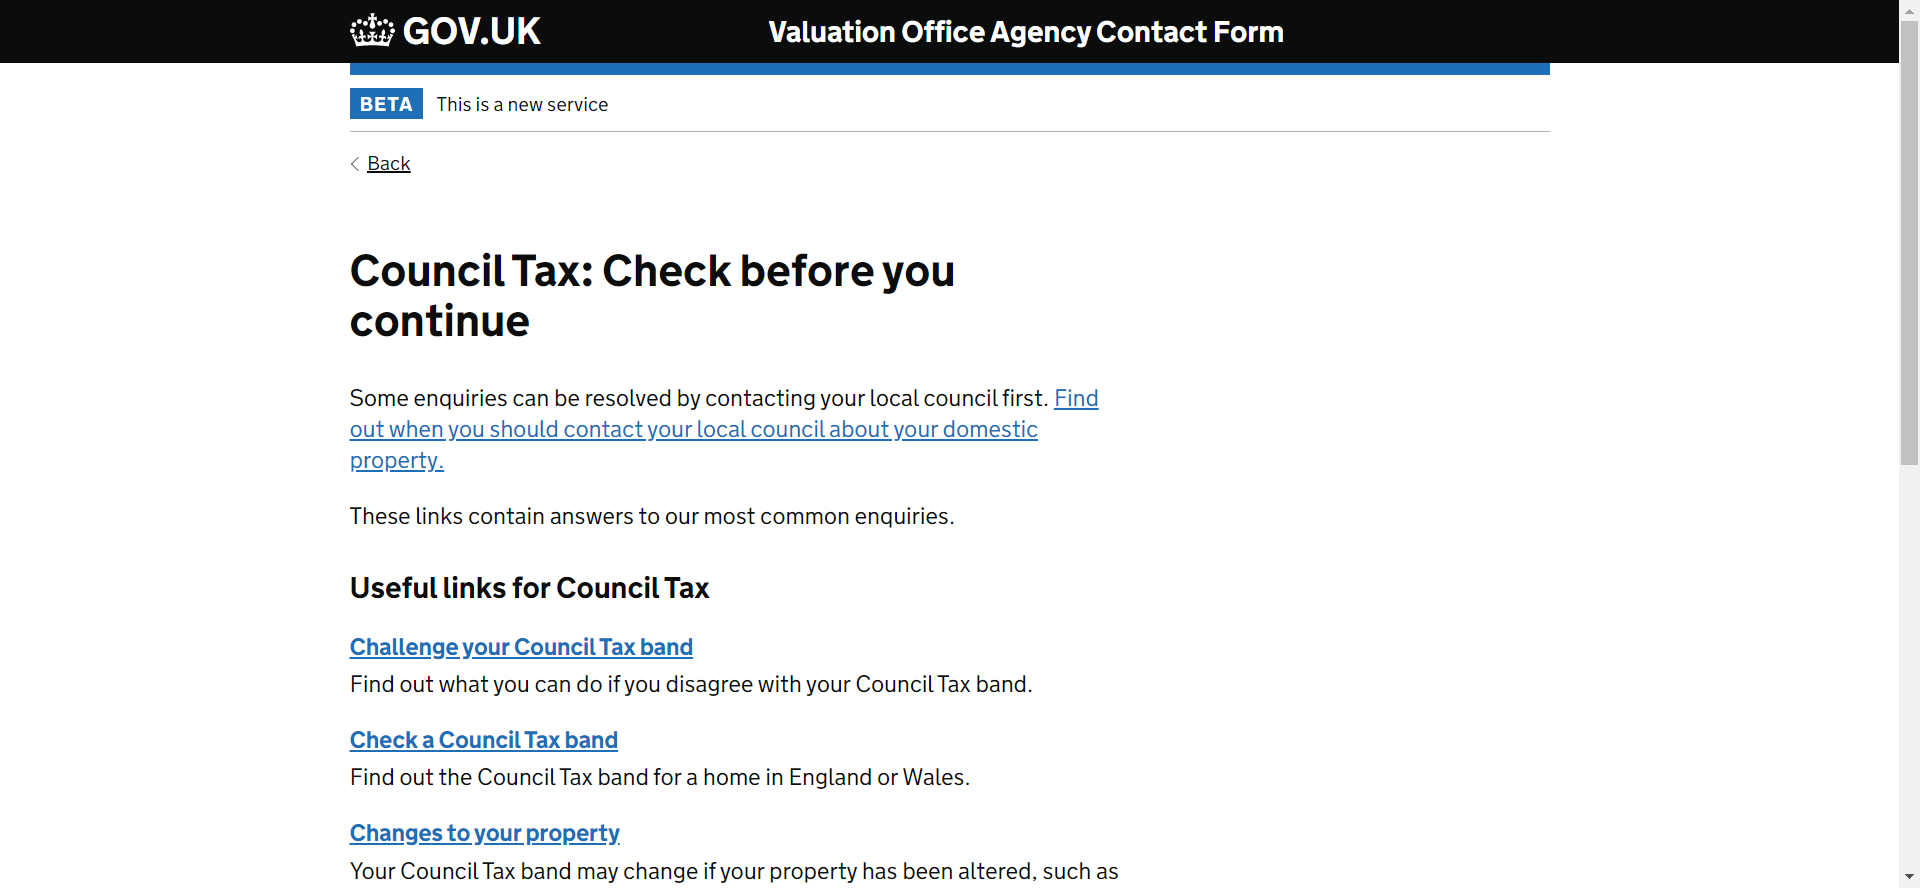 GOV.UK
Valuation Office Agency Contact Form
BETA This is a new service
Back
Council Tax: Check before you
continue
Some enquiries can be resolved by contacting your local council first. Find
out when you should contact your local council about your domestic
property.
These links contain answers to our most common enquiries.
Useful links for Council Tax
Challenge your Council Tax band
Find out what you can do if you disagree with your Council Tax band.
Check a Council Tax band
Find out the Council Tax band for a home in England or Wales.
Changes to your property
Your Council Tax band may change if your property has been altered, such as